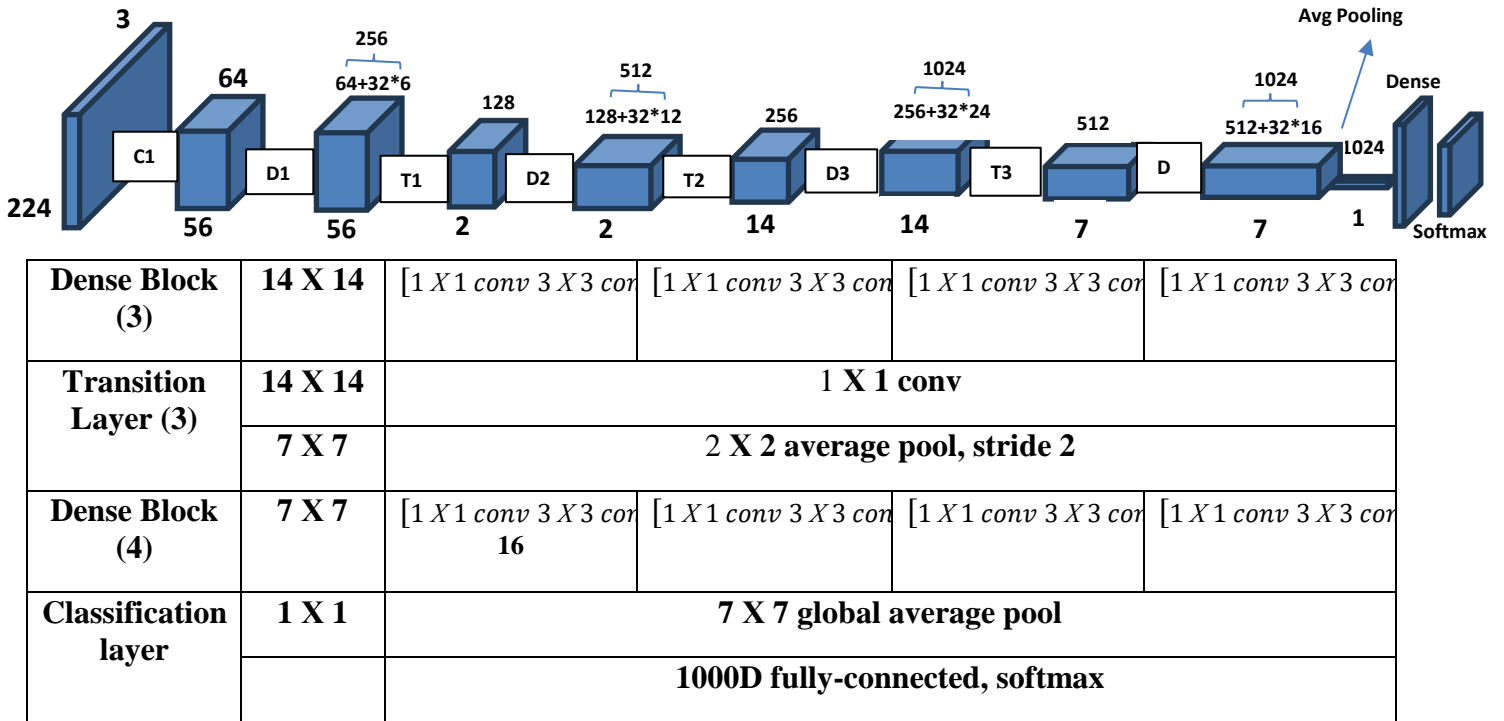 3
Avg Pooling
256
64
64+32*6
512
128
128+32*12
1024
256
256+32*24
1024
512
512+32*16
1024
Dense
C1
D1
T1
D2
T2
D3
T3
D
224
56
56
2
2
14
14
7
7
1
Softmax
Dense Block (3)
14 X 14
[1 X 1 conv 3 X 3 con
[1 X 1 conv 3 X 3 con
[1 X 1 conv 3 X 3 con
[1 X 1 conv 3 X 3 con
Transition Layer (3)
14 X 14
1 X 1 conv
7 X 7
2 X 2 average pool, stride 2
Dense Block (4)
7 X 7
[1 X 1 conv 3 X 3 con
16
[1 X 1 conv 3 X 3 con
[1 X 1 conv 3 X 3 con
[1 X 1 conv 3 X 3 con
Classification layer
1 X 1
7 X 7 global average pool
1000D fully-connected, softmax